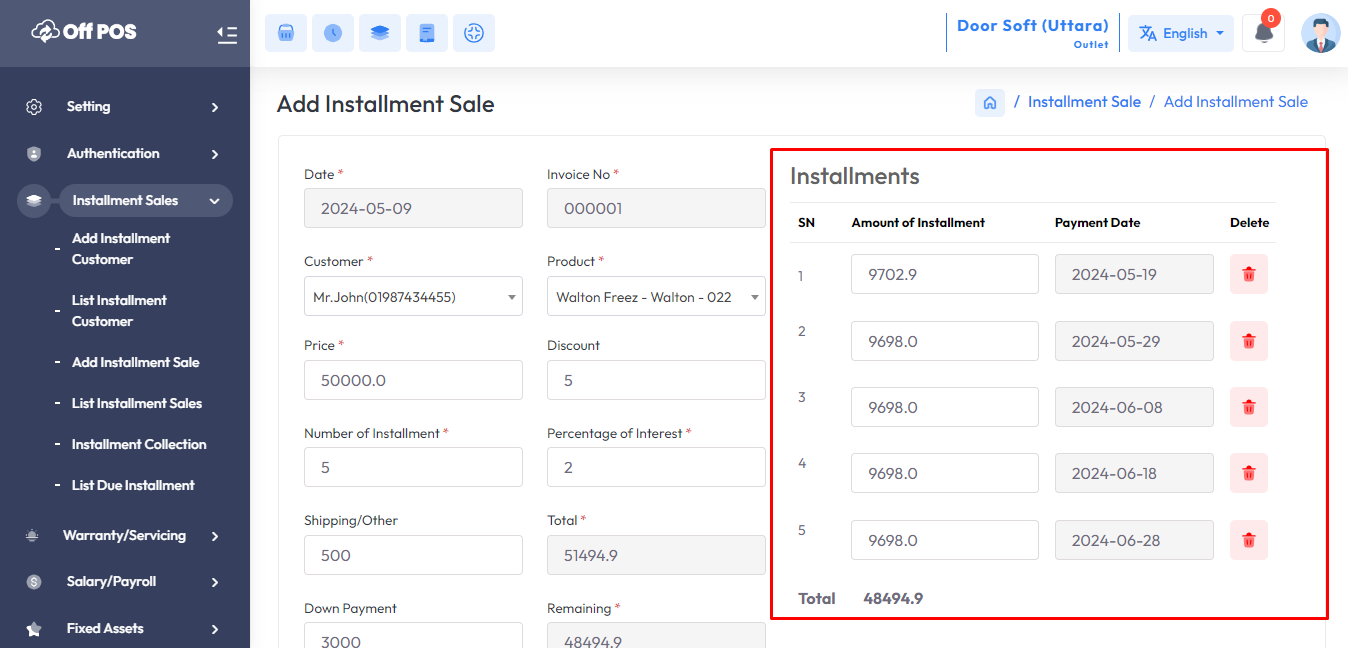 Off POS
Door Soft (Uttara)
Outlet
English
0
Setting
Authentication
Installment Sales
- Add Installment
Customer
- List Installment
Customer
- Add Installment Sale
- List Installment Sales
- Installment Collection
- List Due Installment
Warranty/Servicing
Salary/Payroll
Fixed Assets
Add Installment Sale
/ Installment Sale / Add Installment Sale
Date * Invoice No *
2024-05-09 000001
Customer * Product *
Mr.John(01987434455) Walton Freez - Walton - 022
Price * Discount
50000.0 5
Number of Installment * Percentage of Interest *
5 2
Shipping/Other Total *
500 51494.9
Down Payment Remaining *
3000 48494.9
Installments
SN Amount of Installment Payment Date Delete
1 9702.9 2024-05-19
2 9698.0 2024-05-29
3 9698.0 2024-06-08
4 9698.0 2024-06-18
5 9698.0 2024-06-28
Total 48494.9